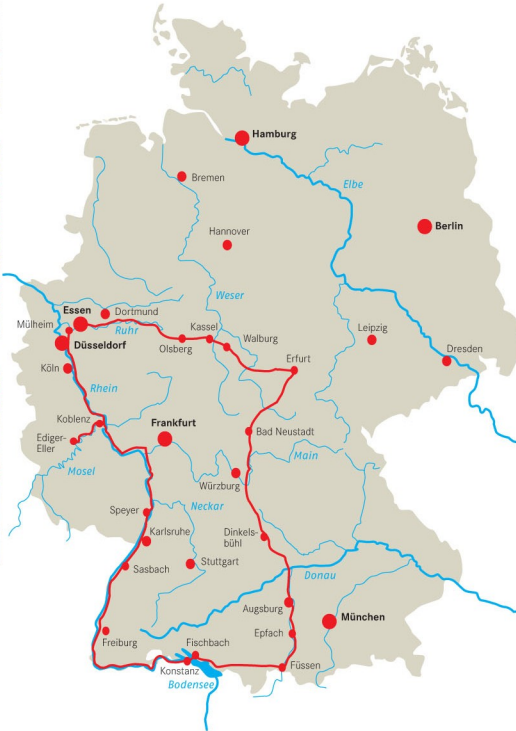 Hamburg
Bremen
Elbe
Berlin
Hannover
Weser
Essen
Dortmund
Mülheim
Ruhr
Kassel
Walburg
Leipzig
Düsseldorf
Olsberg
Erfurt
Dresden
Köln
Rhein
Koblenz
Frankfurt
Bad Neustadt
Ediger-
Eller
Main
Mosel
Würzburg
Speyer
Neckar
Karlsruhe
Dinkels-
bühl
Sasbach
Stuttgart
Donau
Augsburg
München
Epfach
Freiburg
Fischbach
Konstanz
Füssen
Bodensee